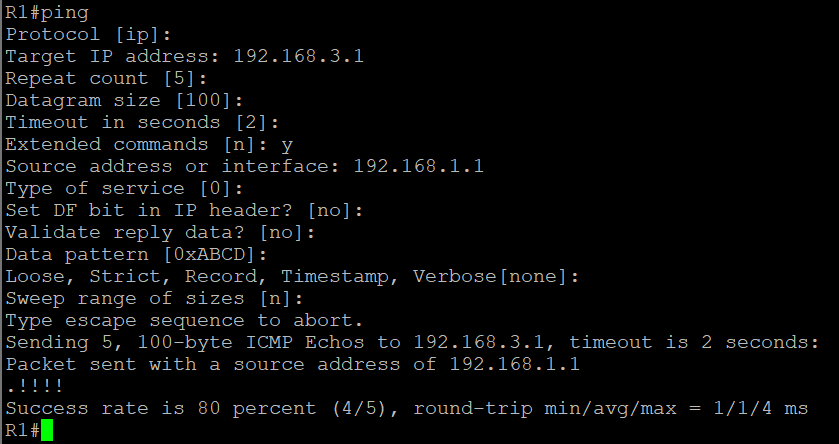 R1#ping
Protocol [ip]:
Target IP address: 192.168.3.1
Repeat count [5]:
Datagram size [100]:
Timeout in seconds [2]:
Extended commands [n]: y
Source address or interface: 192.168.1.1
Type of service [0]:
Set DF bit in IP header? [no]:
Validate reply data? [no]:
Data pattern [0xABCD]:
Loose, Strict, Record, Timestamp, Verbose[none]:
Sweep range of sizes [n]:
Type escape sequence to abort.
Sending 5, 100-byte ICMP Echos to 192.168.3.1, timeout is 2 seconds:
Packet sent with a source address of 192.168.1.1
.!!!!
Success rate is 80 percent (4/5), round-trip min/avg/max = 1/1/4 ms
R1#